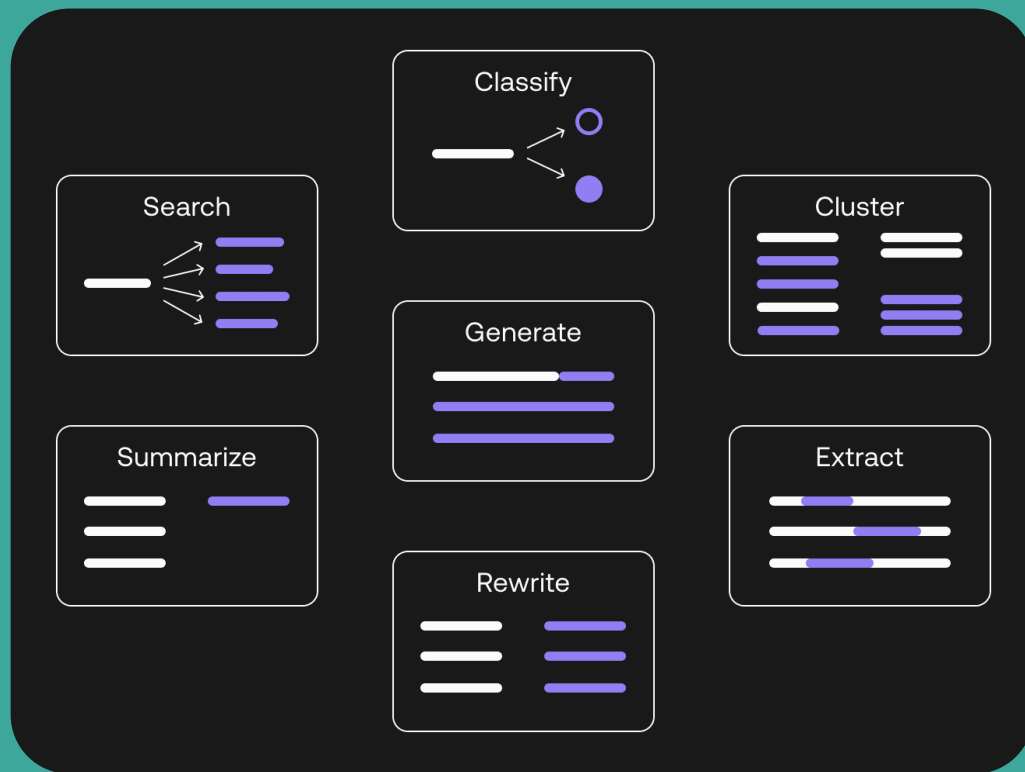 Classify
Search
Cluster
Generate
Summarize
Extract
Rewrite